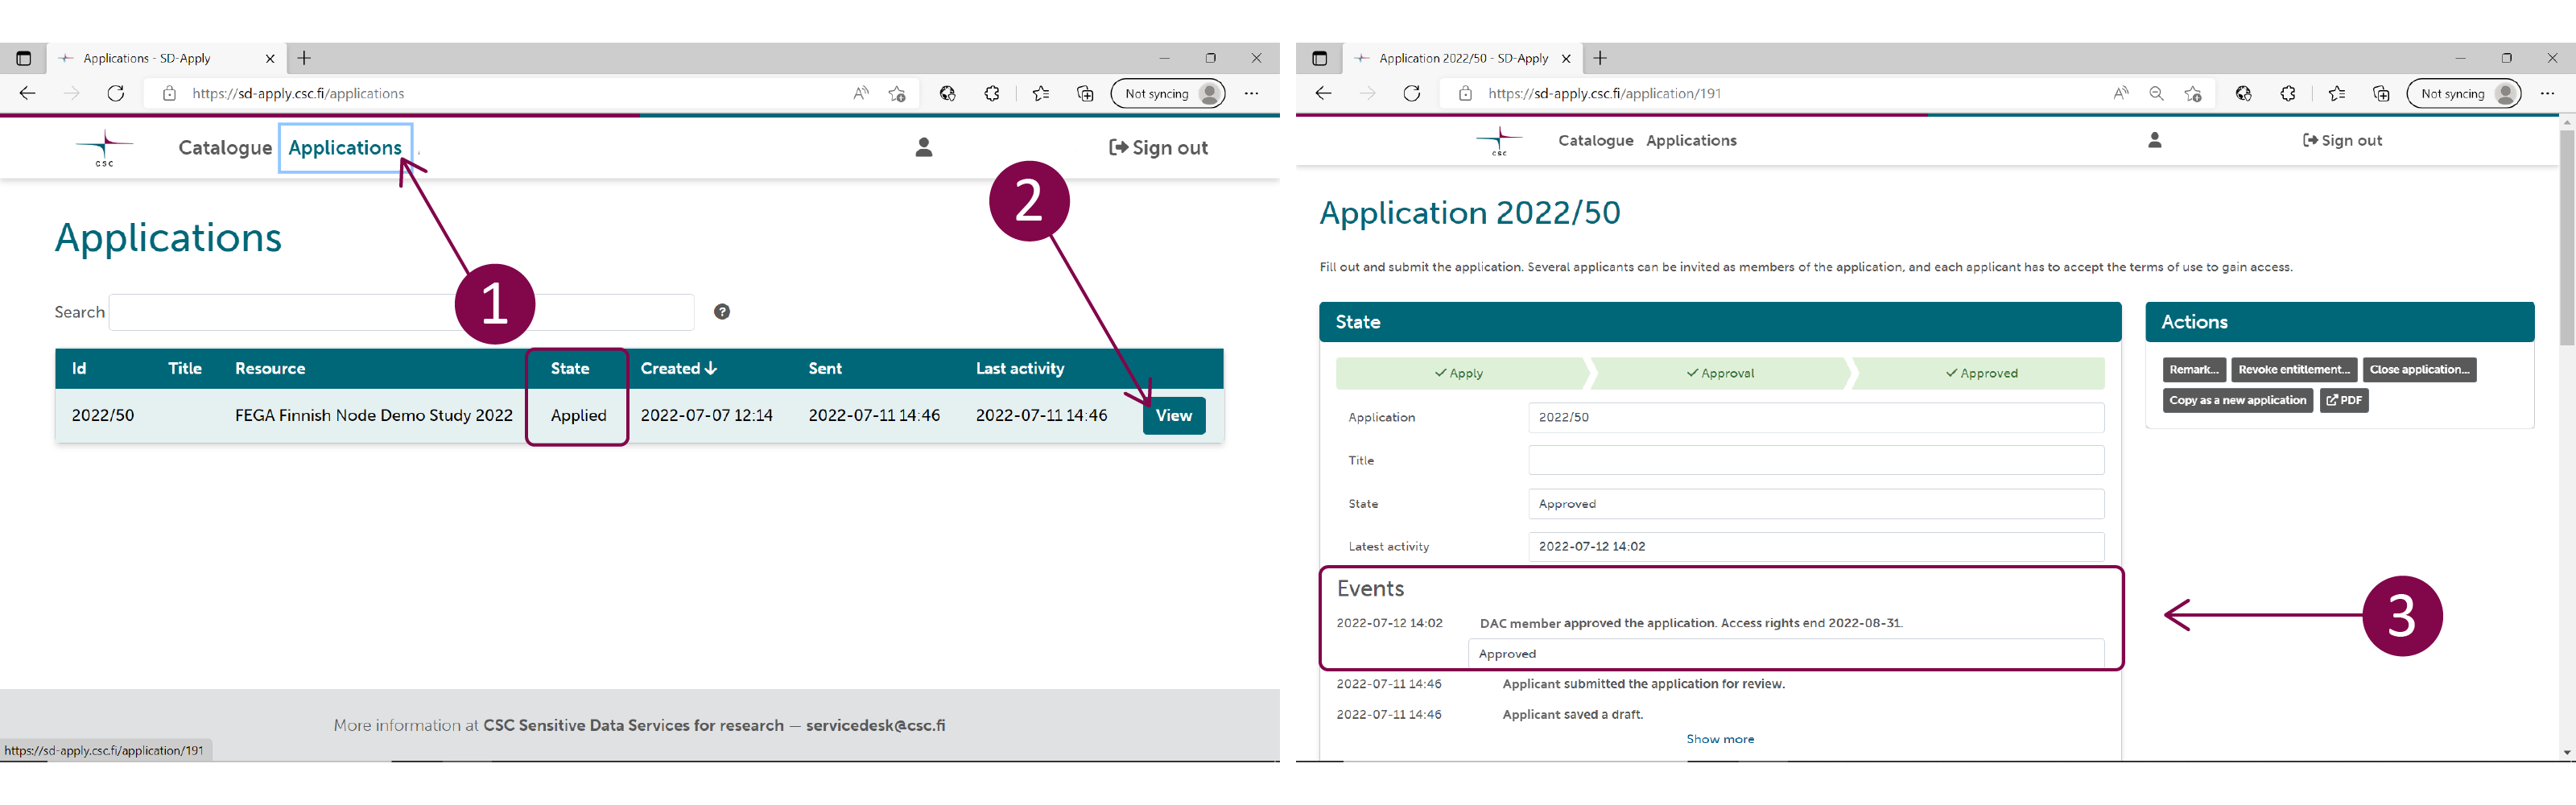 Applications - SD-Apply
https://sd-apply.csc.fi/applications
Not syncing
csc
Catalogue Applications
Sign out
2
Applications
1
Search
Id Title Resource State Created Sent Last activity
2022/50 FEGA Finnish Node Demo Study 2022 Applied 2022-07-07 12:14 2022-07-11 14:46 2022-07-11 14:46 View
More information at CSC Sensitive Data Services for research — servicedesk@csc.fi
https://sd-apply.csc.fi/application/191
Application 2022/50 - SD-Apply
https://sd-apply.csc.fi/application/191
Not syncing
csc
Catalogue Applications
Sign out
Application 2022/50
Fill out and submit the application. Several applicants can be invited as members of the application, and each applicant has to accept the terms of use to gain access.
State
Apply Approval Approved
Application 2022/50
Title
State Approved
Latest activity 2022-07-12 14:02
Events
2022-07-12 14:02 DAC member approved the application. Access rights end 2022-08-31.
Approved
2022-07-11 14:46 Applicant submitted the application for review.
2022-07-11 14:46 Applicant saved a draft.
Show more
Actions
Remark... Revoke entitlement... Close application...
Copy as a new application PDF
3